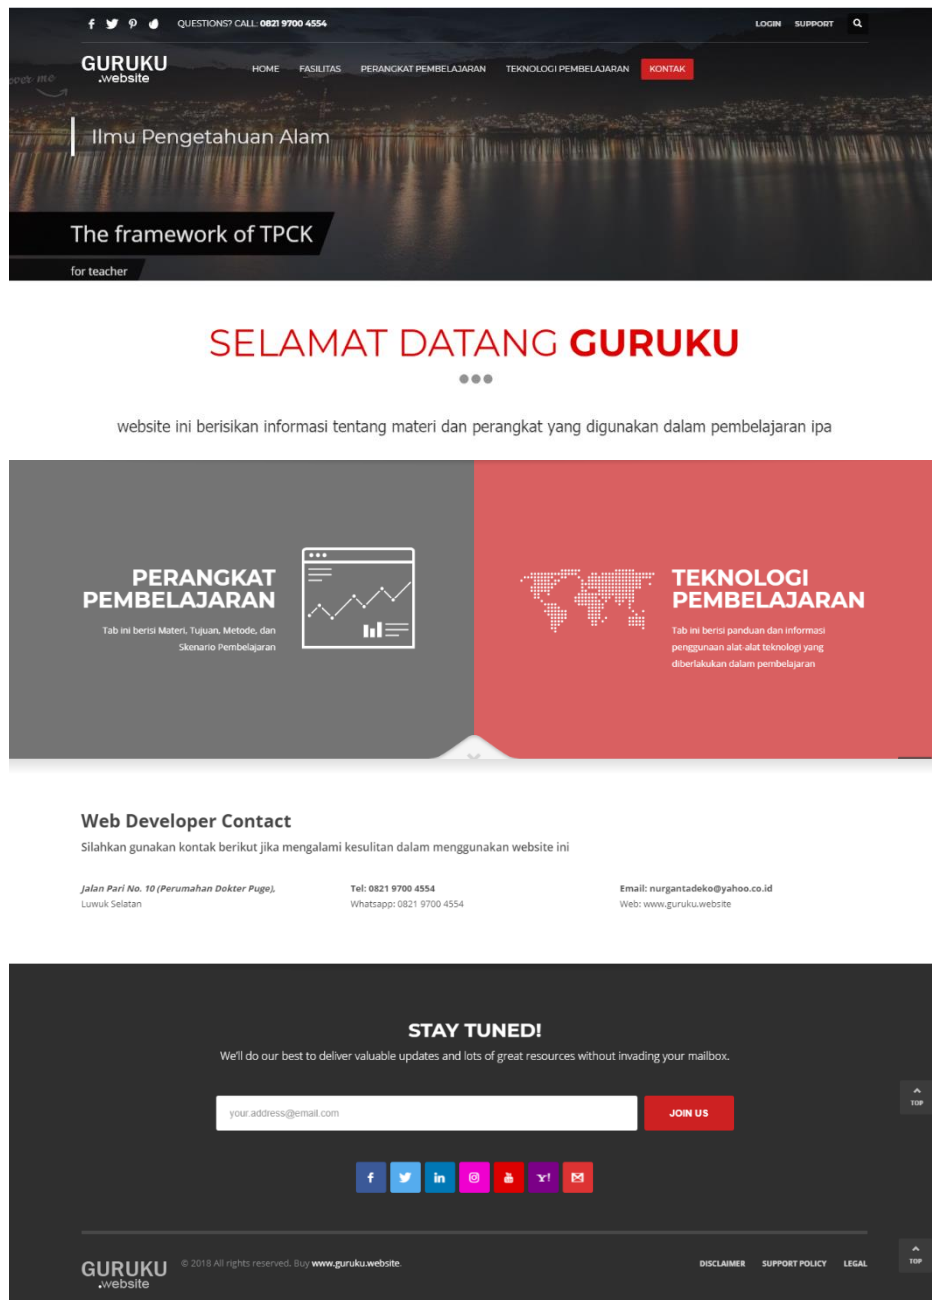 QUESTIONS? CALL: 0821 9700 4554
LOGIN SUPPORT
GURUKU
.website
HOME FASILITAS PERANGKAT PEMBELAJARAN TEKNOLOGI PEMBELAJARAN KONTAK
over me
Ilmu Pengetahuan Alam
The framework of TPCK
for teacher
SELAMAT DATANG GURUKU
website ini berisikan informasi tentang materi dan perangkat yang digunakan dalam pembelajaran ipa
PERANGKAT
PEMBELAJARAN
Tab ini berisi Materi, Tujuan, Metode, dan
Skenario Pembelajaran
TEKNOLOGI
PEMBELAJARAN
Tab ini berisi panduan dan informasi
penggunaan alat-alat teknologi yang
diberlakukan dalam pembelajaran
Web Developer Contact
Silahkan gunakan kontak berikut jika mengalami kesulitan dalam menggunakan website ini
Jalan Pari No. 10 (Perumahan Dokter Puge),
Luwuk Selatan
Tel: 0821 9700 4554
Whatsapp: 0821 9700 4554
Email: nurgantadeko@yahoo.co.id
Web: www.guruku.website
STAY TUNED!
We'll do our best to deliver valuable updates and lots of great resources without invading your mailbox.
your.address@email.com
JOIN US
TOP
GURUKU
.website
© 2018 All rights reserved. Buy www.guruku.website.
DISCLAIMER SUPPORT POLICY LEGAL
TOP